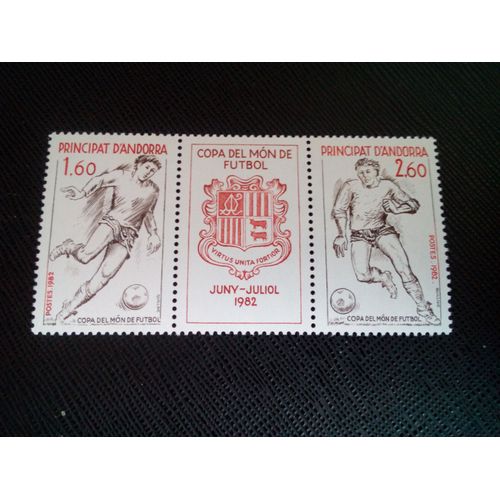 PRINCIPAT D'ANDORRA
1.60
POSTES 1982
COPA DEL MÓN DE FUTBOL
COPA DEL MÓN DE
FUTBOL
VIRTUS UNITA FORTIOR
JUNY-JULIOL
1982
PRINCIPAT D'ANDORRA
2.60
POSTES 1982
COPA DEL MÓN DE FUTBOL